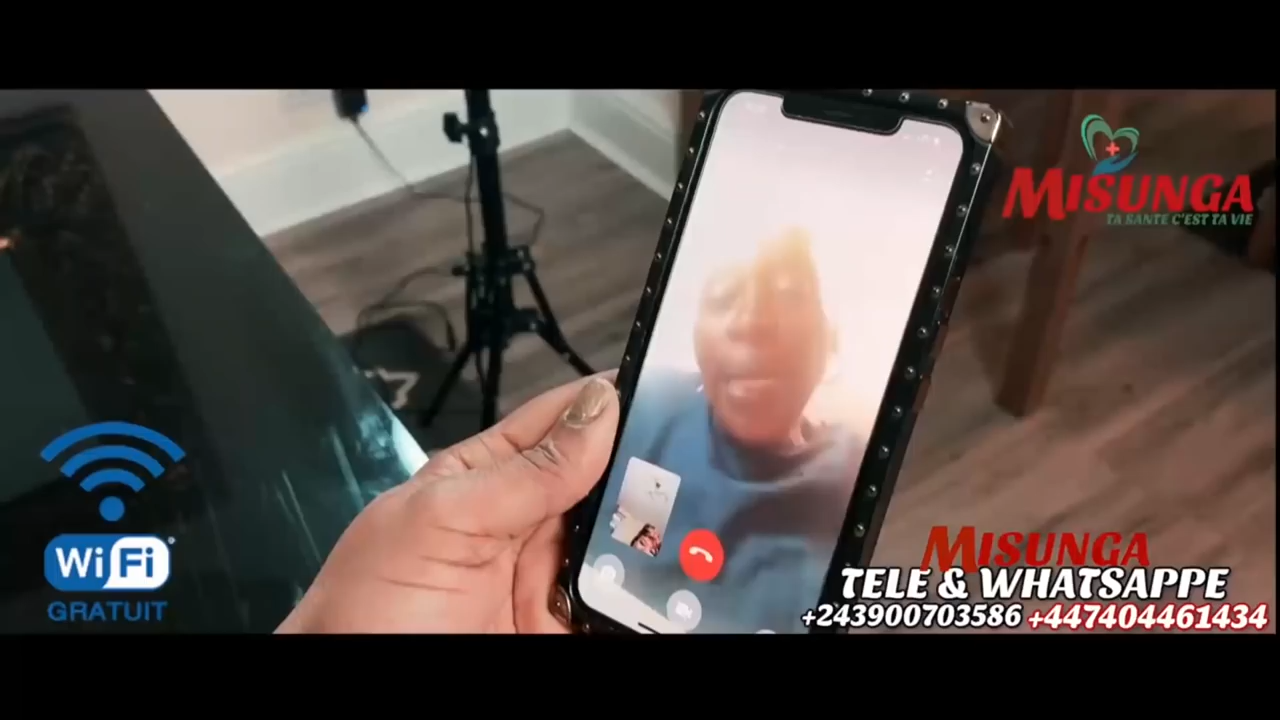 MISUNGA
TA SANTE C'EST TA VIE
WiFi
GRATUIT
MISUNGA
TELE & WHATSAPPE
+243900703586 +447404461434